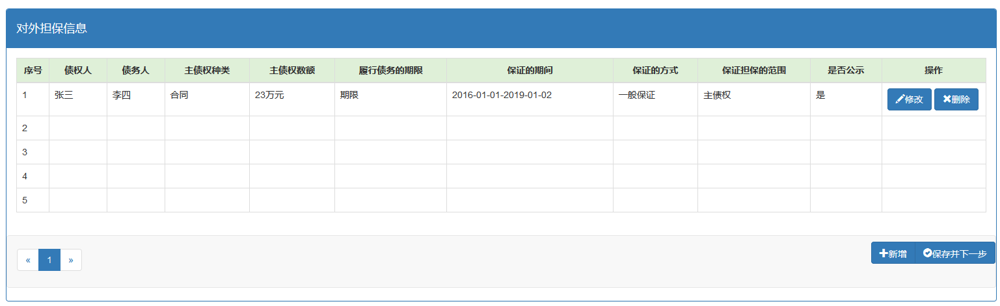 对外担保信息
序号 债权人 债务人 主债权种类 主债权数额 履行债务的期限 保证的期间 保证的方式 保证担保的范围 是否公示 操作
1 张三 李四 合同 23万元 期限 2016-01-01-2019-01-02 一般保证 主债权 是 修改 删除
2
3
4
5
« 1 » 新增 保存并下一步